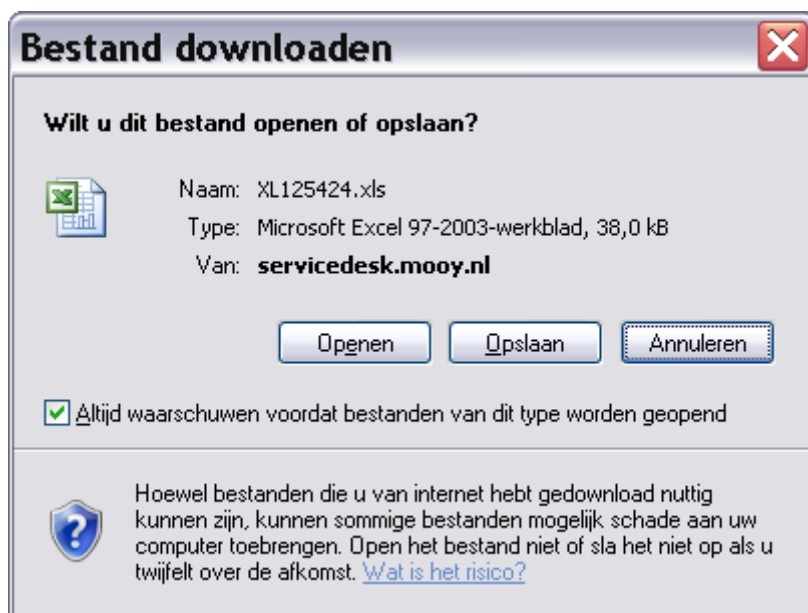 Bestand downloaden
Wilt u dit bestand openen of opslaan?
Naam: XL125424.xls
Type: Microsoft Excel 97-2003-werkblad, 38,0 kB
Van: servicedesk.mooy.nl
Openen Opslaan Annuleren
Altijd waarschuwen voordat bestanden van dit type worden geopend
Hoewel bestanden die u van internet hebt gedownload nuttig
kunnen zijn, kunnen sommige bestanden mogelijk schade aan uw
computer toebrengen. Open het bestand niet of sla het niet op als u
twijfelt over de afkomst. Wat is het risico?